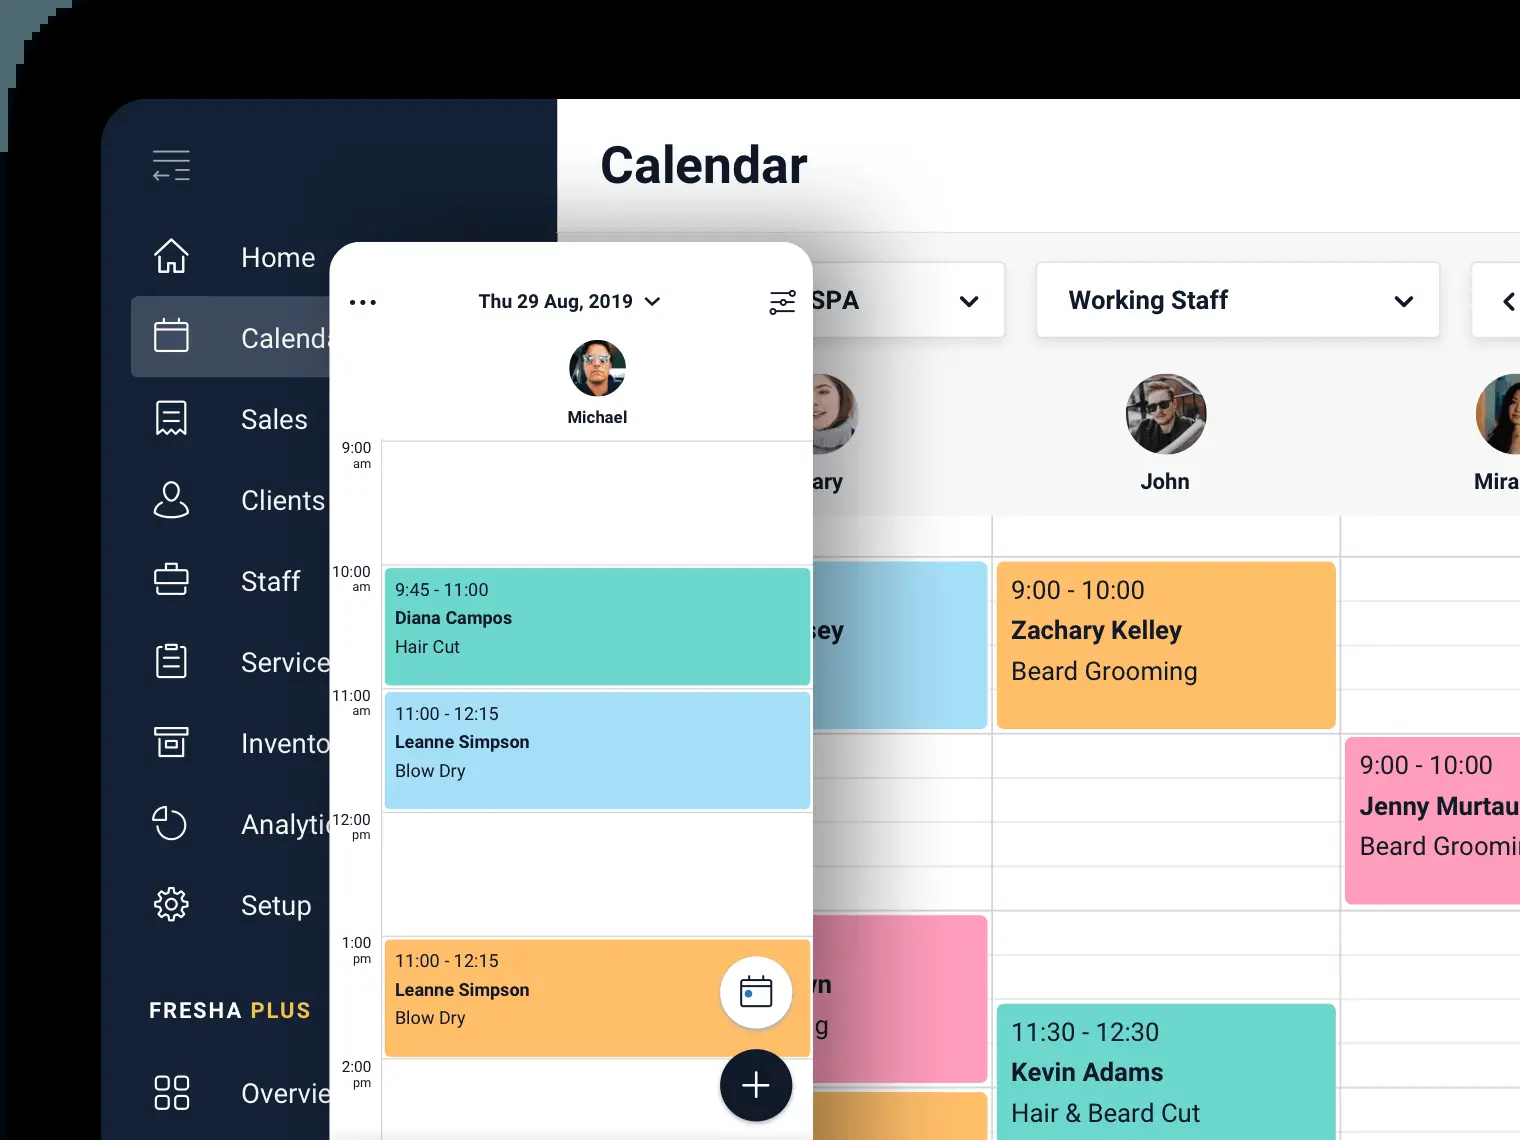 Calendar
Home
Calenda
Sales
Clients
Staff
Service
Invento
Analytic
Setup
FRESHA PLUS
Overvie
Thu 29 Aug, 2019
Michael
9:00
am
10:00
am
9:45 - 11:00
Diana Campos
Hair Cut
11:00
am
11:00 - 12:15
Leanne Simpson
Blow Dry
12:00
pm
1:00
pm
11:00 - 12:15
Leanne Simpson
Blow Dry
2:00
pm
SPA
Working Staff
ary
John
Mira
sey
9:00 - 10:00
Zachary Kelley
Beard Grooming
9:00 - 10:00
Jenny Murtau
Beard Groomi
vn
g
11:30 - 12:30
Kevin Adams
Hair & Beard Cut